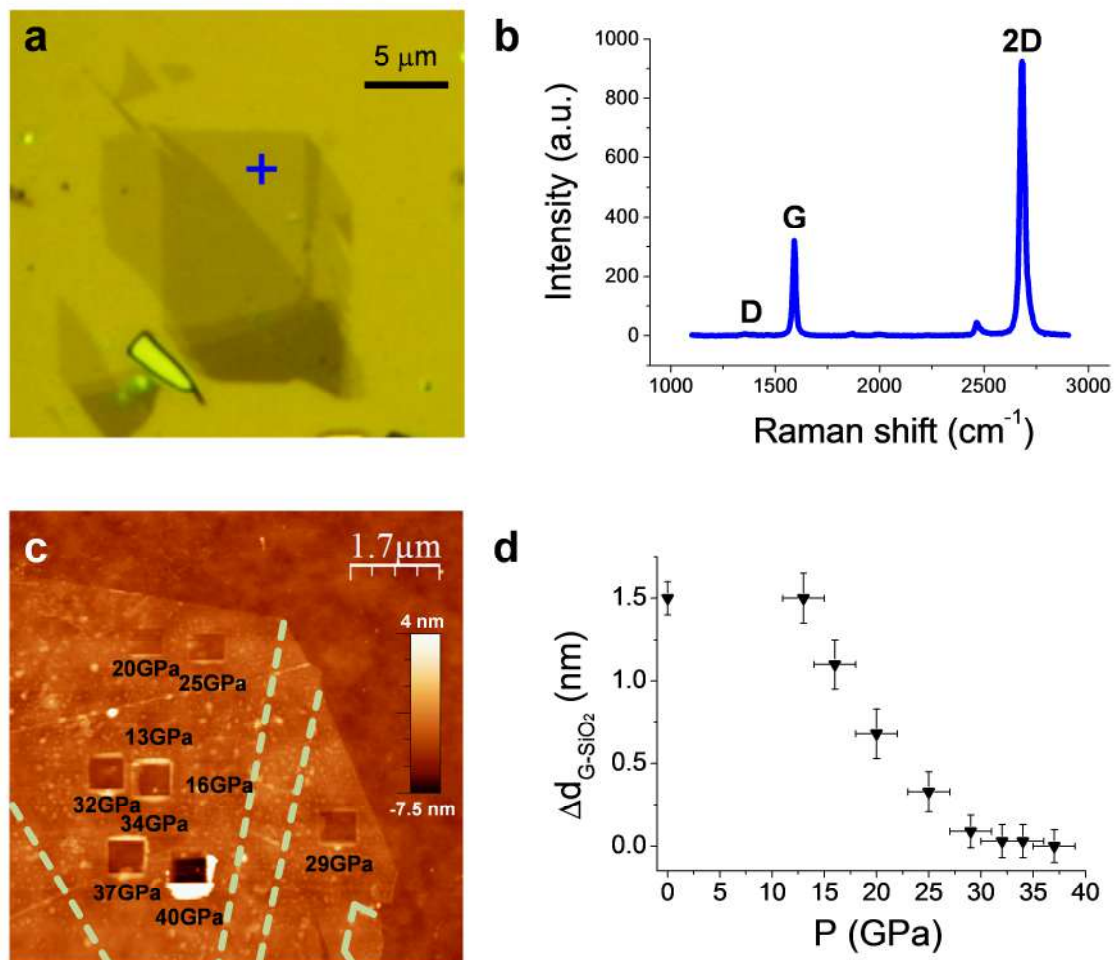 a
5 μm
b
2D
G
D
Intensity (a.u.)
1000
800
600
400
200
0
1000 1500 2000 2500 3000
Raman shift (cm⁻¹)
c
1.7μm
4 nm
-7.5 nm
20GPa
25GPa
13GPa
16GPa
32GPa
34GPa
29GPa
37GPa
40GPa
d
Δd_G-SiO₂ (nm)
1.5
1.0
0.5
0.0
0 5 10 15 20 25 30 35 40
P (GPa)